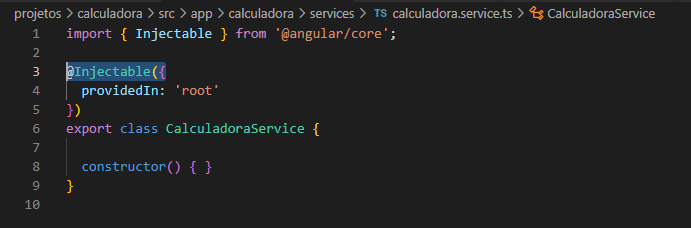 projetos > calculadora > src > app > calculadora > services > TS calculadora.service.ts > CalculadoraService
1 import { Injectable } from '@angular/core';
2
3 @Injectable({
4   providedIn: 'root'
5 })
6 export class CalculadoraService {
7
8   constructor() { }
9 }
10